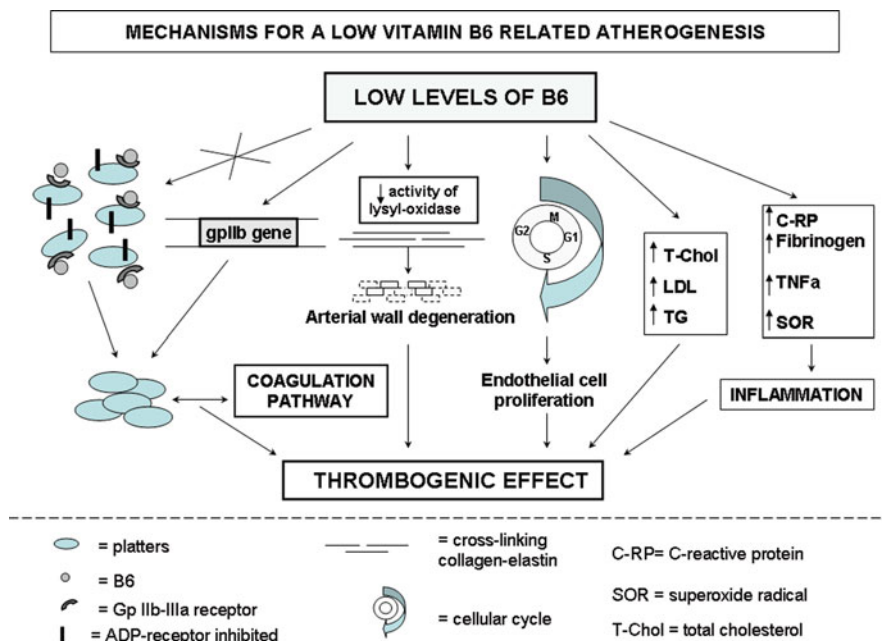 MECHANISMS FOR A LOW VITAMIN B6 RELATED ATHEROGENESIS
LOW LEVELS OF B6
gpIIb gene
↓ activity of
lysyl-oxidase
Arterial wall degeneration
M
G2
G1
S
Endothelial cell
proliferation
↑ T-Chol
↑ LDL
↑ TG
↑ C-RP
↑ Fibrinogen
↑ TNFa
↑ SOR
INFLAMMATION
COAGULATION
PATHWAY
THROMBOGENIC EFFECT
= platters
= B6
= Gp IIb-IIIa receptor
= ADP-receptor inhibited
= cross-linking
collagen-elastin
= cellular cycle
C-RP= C-reactive protein
SOR = superoxide radical
T-Chol = total cholesterol